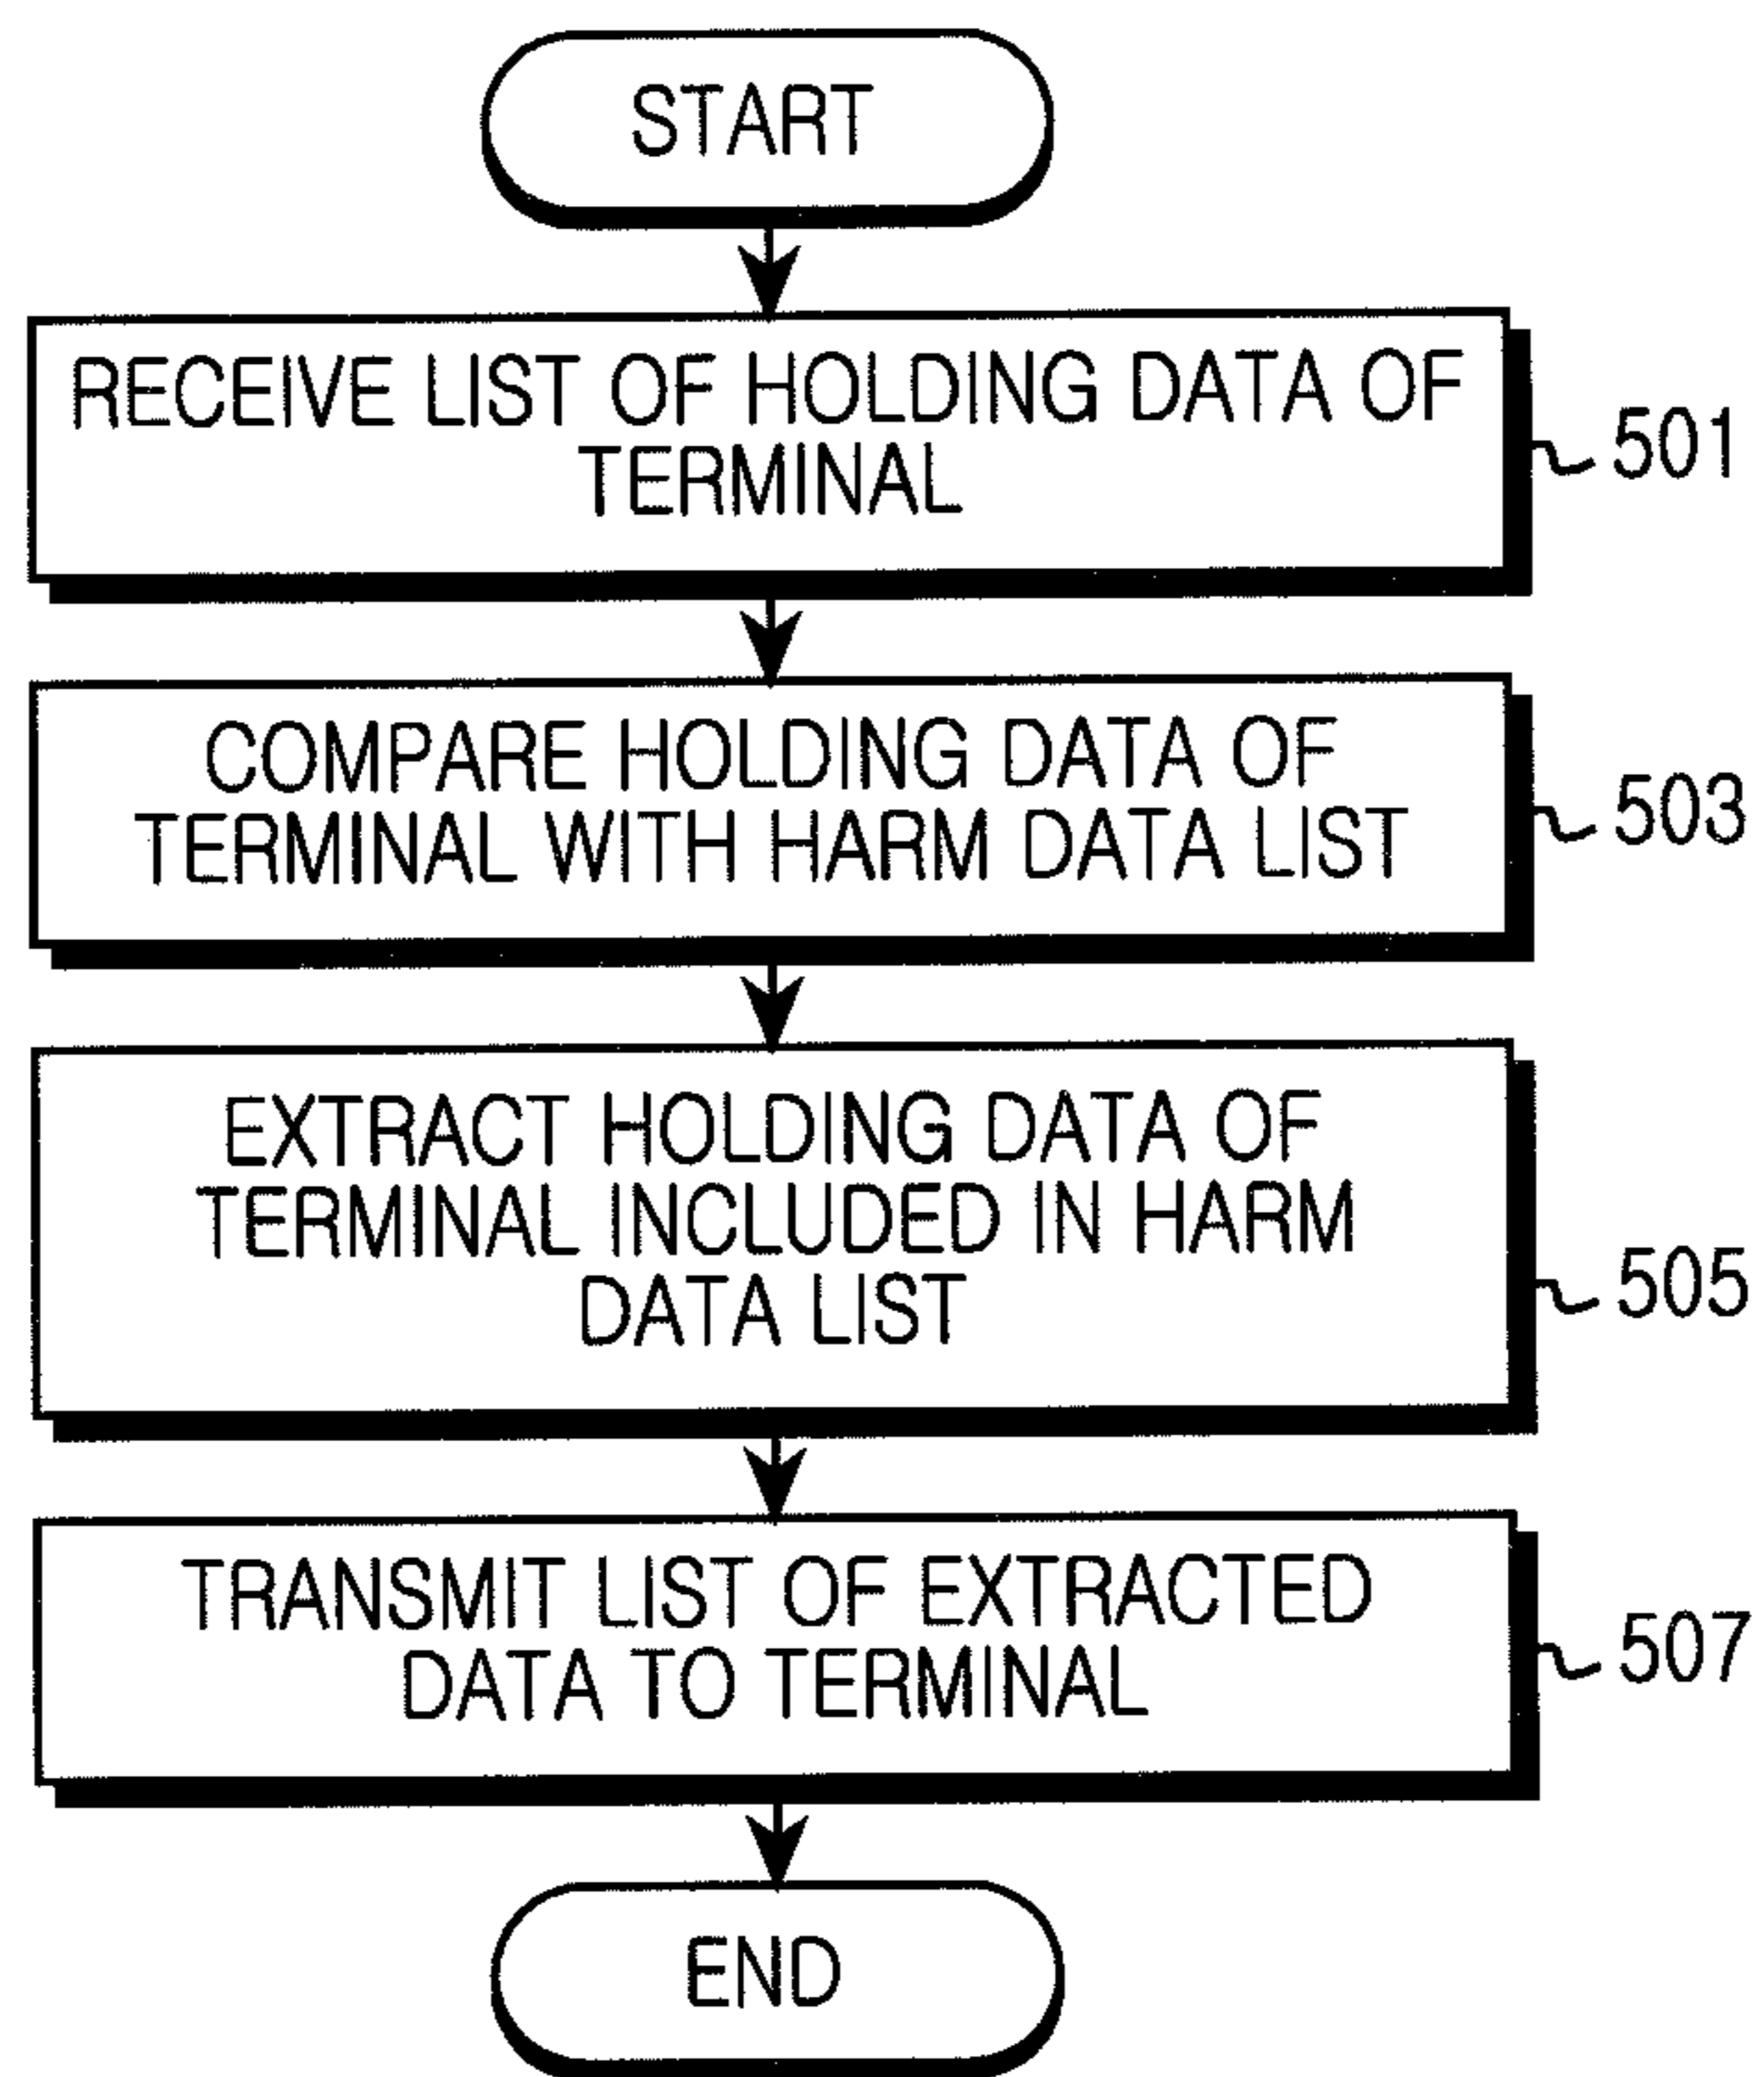 START
RECEIVE LIST OF HOLDING DATA OF
TERMINAL
501
COMPARE HOLDING DATA OF
TERMINAL WITH HARM DATA LIST
503
EXTRACT HOLDING DATA OF
TERMINAL INCLUDED IN HARM
DATA LIST
505
TRANSMIT LIST OF EXTRACTED
DATA TO TERMINAL
507
END